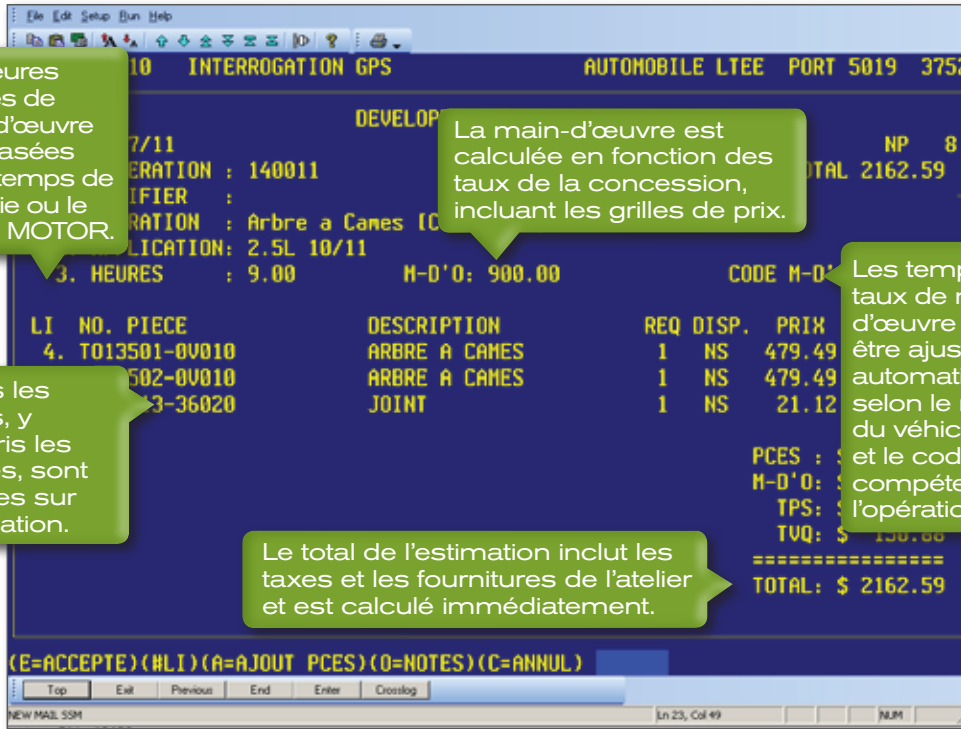 File Edit Setup Run Help
10 INTERROGATION GPS AUTOMOBILE LTEE PORT 5019 3752
DEVELOP
7/11 NP 8
ERATION : 140011 TAL 2162.59
IFIER :
RATION : Arbre a Cames [C
LICATION: 2.5L 10/11
3. HEURES : 9.00 M-D'O: 900.00 CODE M-D'
LI NO. PIECE DESCRIPTION REQ DISP. PRIX
4. TO13501-0V010 ARBRE A CAMES 1 NS 479.49
502-0V010 ARBRE A CAMES 1 NS 479.49
3-36020 JOINT 1 NS 21.12
PCES : $
M-D'O: $
TPS: $
TVQ: $
=================
TOTAL: $ 2162.59
(E=ACCEPTE)(#LI)(A=AJOUT PCES)(O=NOTES)(C=ANNUL)
Top Exit Previous End Enter Crosslog
NEW MAIL SSM Ln 23, Col 49 NUM
eures
es de
d'œuvre
asées
temps de
ie ou le
MOTOR.
La main-d'œuvre est
calculée en fonction des
taux de la concession,
incluant les grilles de prix.
Les temp
taux de
d'œuvre
être ajus
automati
selon le
du véhic
et le cod
compéte
l'opératio
s les
s, y
ris les
es, sont
es sur
ation.
Le total de l'estimation inclut les
taxes et les fournitures de l'atelier
et est calculé immédiatement.